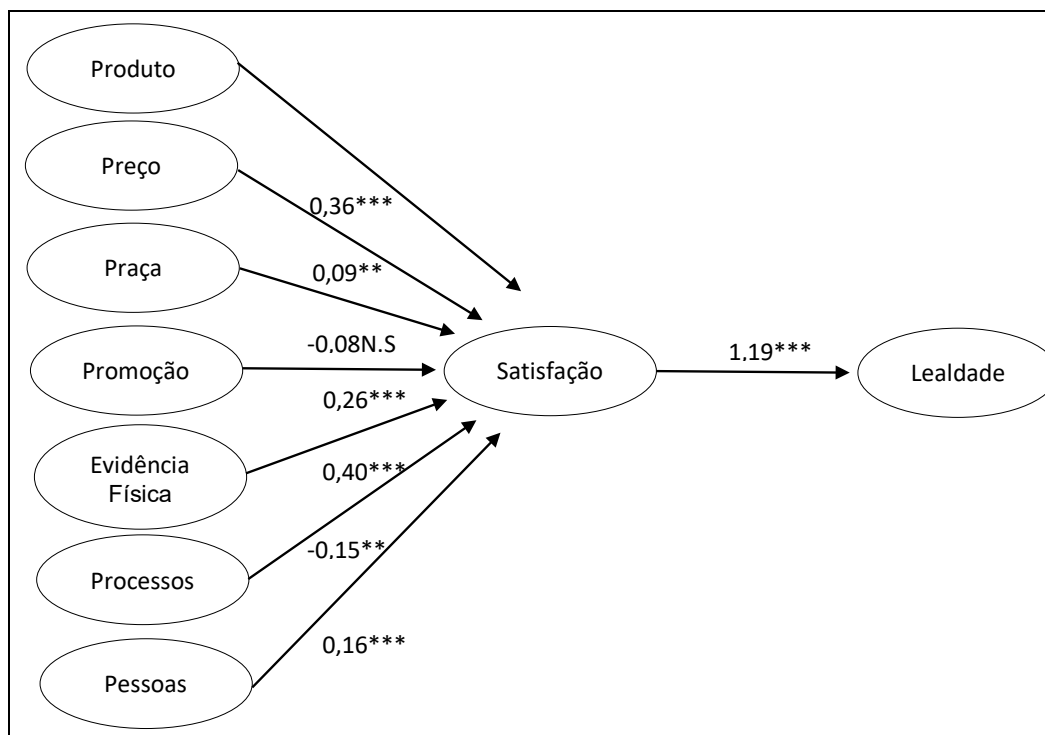 Produto
Preço
0,36***
Praça
0,09**
-0,08N.S
Promoção
Satisfação
1,19***
Lealdade
0,26***
Evidência
Física
0,40***
Processos
-0,15**
0,16***
Pessoas